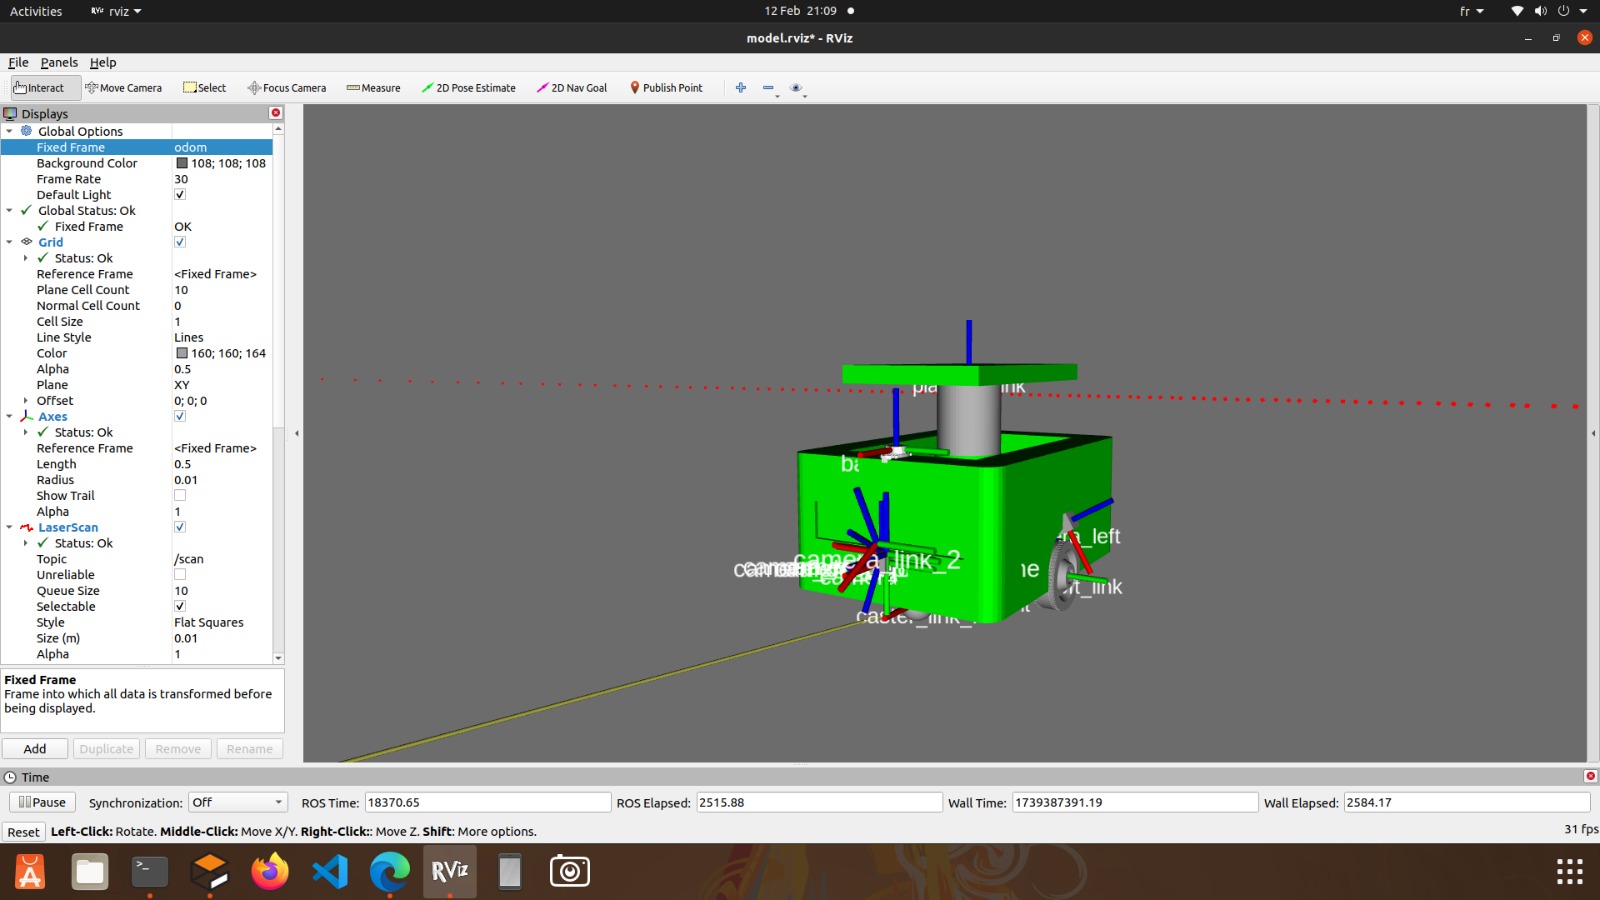 Activities RViz rviz 12 Feb 21:09 fr
model.rviz* - RViz
File Panels Help
Interact Move Camera Select Focus Camera Measure 2D Pose Estimate 2D Nav Goal Publish Point
Displays
Global Options
Fixed Frame odom
Background Color 108; 108; 108
Frame Rate 30
Default Light
Global Status: Ok
Fixed Frame OK
Grid
Status: Ok
Reference Frame <Fixed Frame>
Plane Cell Count 10
Normal Cell Count 0
Cell Size 1
Line Style Lines
Color 160; 160; 164
Alpha 0.5
Plane XY
Offset 0; 0; 0
Axes
Status: Ok
Reference Frame <Fixed Frame>
Length 0.5
Radius 0.01
Show Trail
Alpha 1
LaserScan
Status: Ok
Topic /scan
Unreliable
Queue Size 10
Selectable
Style Flat Squares
Size (m) 0.01
Alpha 1
Fixed Frame
Frame into which all data is transformed before
being displayed.
Add Duplicate Remove Rename
camera_link_2
Time
Pause Synchronization: Off ROS Time: 18370.65 ROS Elapsed: 2515.88 Wall Time: 1739387391.19 Wall Elapsed: 2584.17
Reset Left-Click: Rotate. Middle-Click: Move X/Y. Right-Click:: Move Z. Shift: More options. 31 fps
RViz